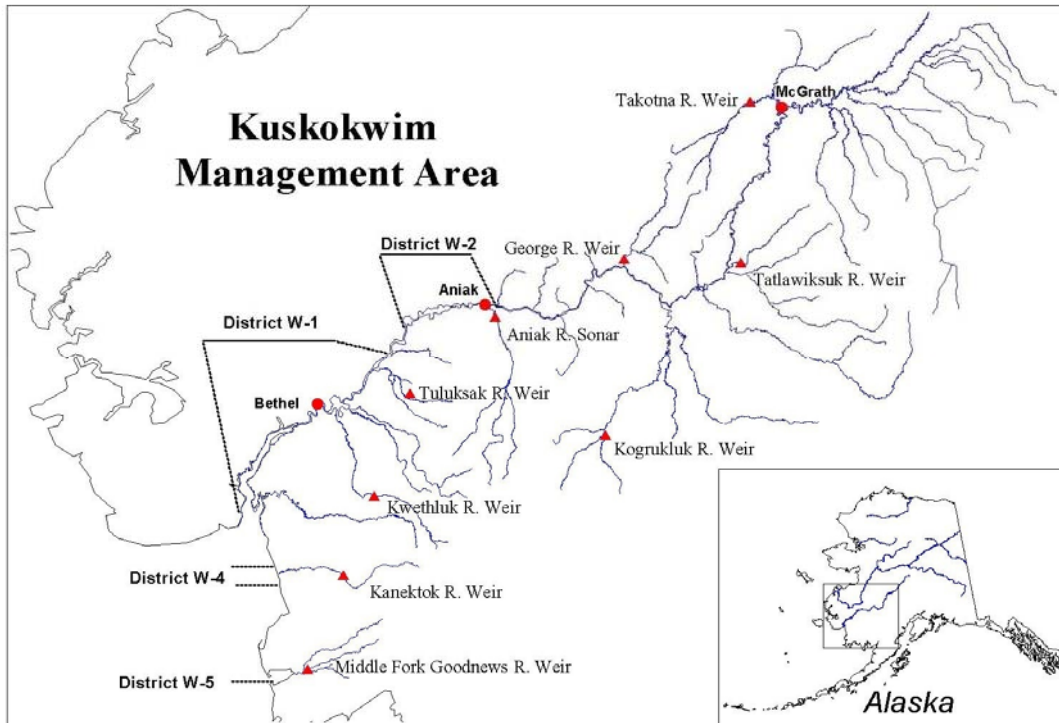 Kuskokwim
Management Area
McGrath
Takotna R. Weir
District W-2
George R. Weir
Tatlawiksuk R. Weir
Aniak
District W-1
Aniak R. Sonar
Tuluksak R. Weir
Bethel
Kogrukluk R. Weir
Kwethluk R. Weir
District W-4
Kanektok R. Weir
Middle Fork Goodnews R. Weir
District W-5
Alaska